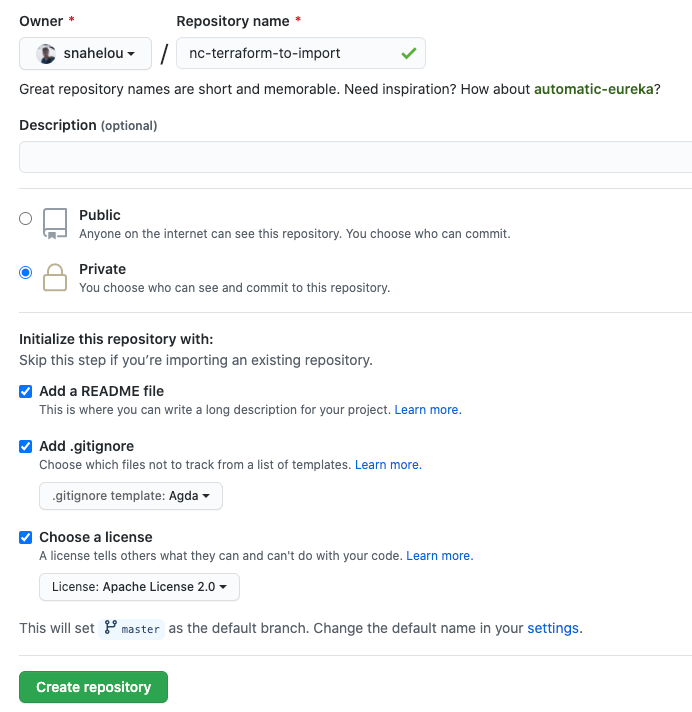 Owner * Repository name *
snahelou / nc-terraform-to-import
Great repository names are short and memorable. Need inspiration? How about automatic-eureka?
Description (optional)
Public
Anyone on the internet can see this repository. You choose who can commit.
Private
You choose who can see and commit to this repository.
Initialize this repository with:
Skip this step if you’re importing an existing repository.
Add a README file
This is where you can write a long description for your project. Learn more.
Add .gitignore
Choose which files not to track from a list of templates. Learn more.
.gitignore template: Agda
Choose a license
A license tells others what they can and can't do with your code. Learn more.
License: Apache License 2.0
This will set master as the default branch. Change the default name in your settings.
Create repository